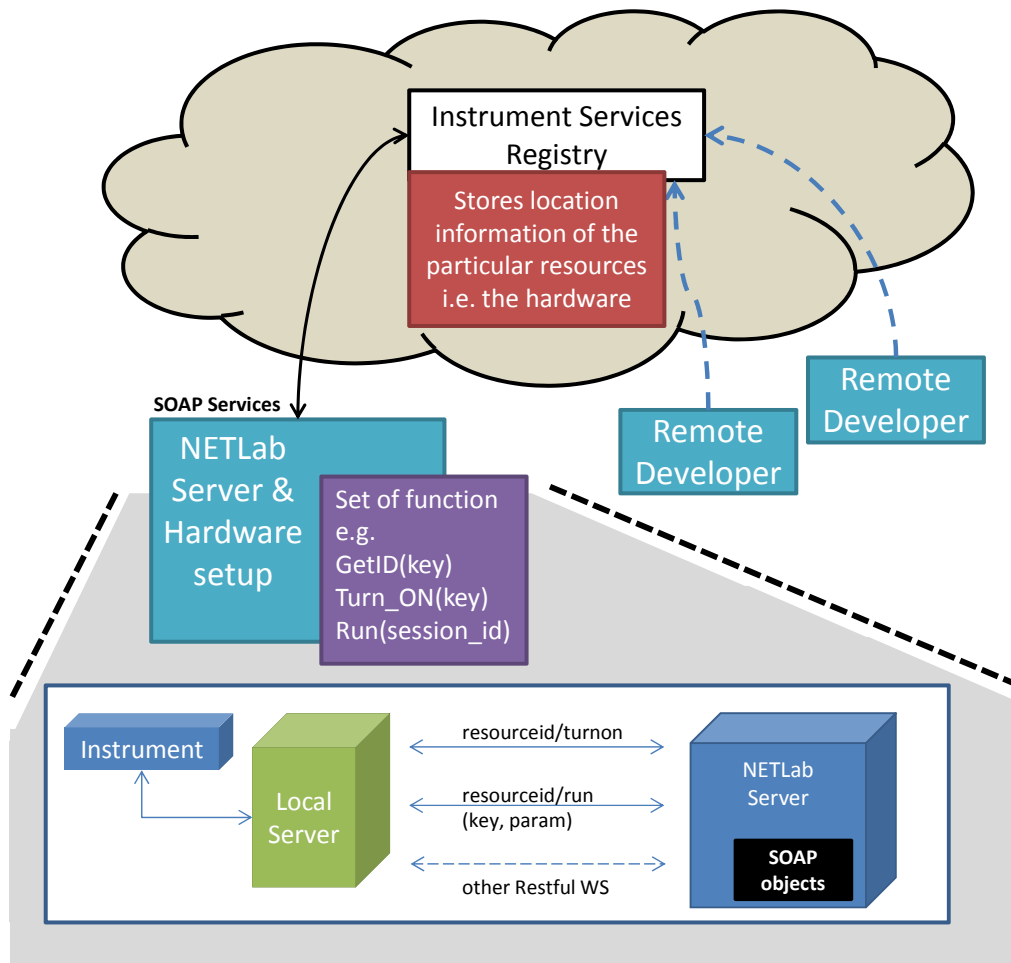 Instrument Services
Registry
Stores location
information of the
particular resources
i.e. the hardware
Remote
Developer
Remote
Developer
SOAP Services
NETLab
Server &
Hardware
setup
Set of function
e.g.
GetID(key)
Turn_ON(key)
Run(session_id)
Instrument
Local
Server
resourceid/turnon
resourceid/run
(key, param)
other Restful WS
NETLab
Server
SOAP
objects